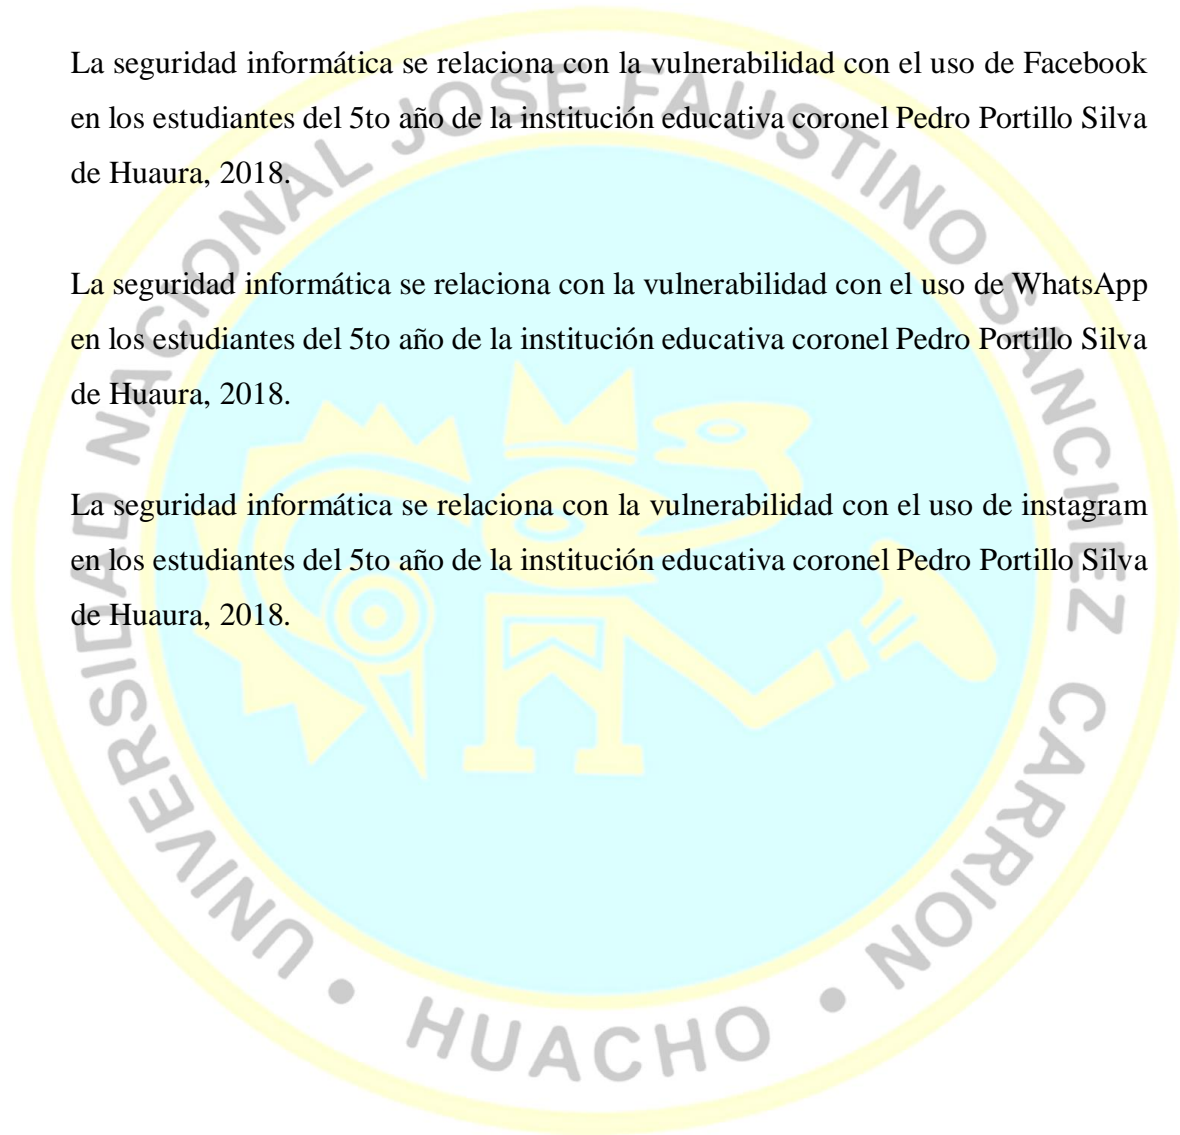 La seguridad informática se relaciona con la vulnerabilidad con el uso de Facebook
en los estudiantes del 5to año de la institución educativa coronel Pedro Portillo Silva
de Huaura, 2018.
La seguridad informática se relaciona con la vulnerabilidad con el uso de WhatsApp
en los estudiantes del 5to año de la institución educativa coronel Pedro Portillo Silva
de Huaura, 2018.
La seguridad informática se relaciona con la vulnerabilidad con el uso de instagram
en los estudiantes del 5to año de la institución educativa coronel Pedro Portillo Silva
de Huaura, 2018.
UNIVERSIDAD NACIONAL JOSE FAUSTINO SANCHEZ CARRION • HUACHO •